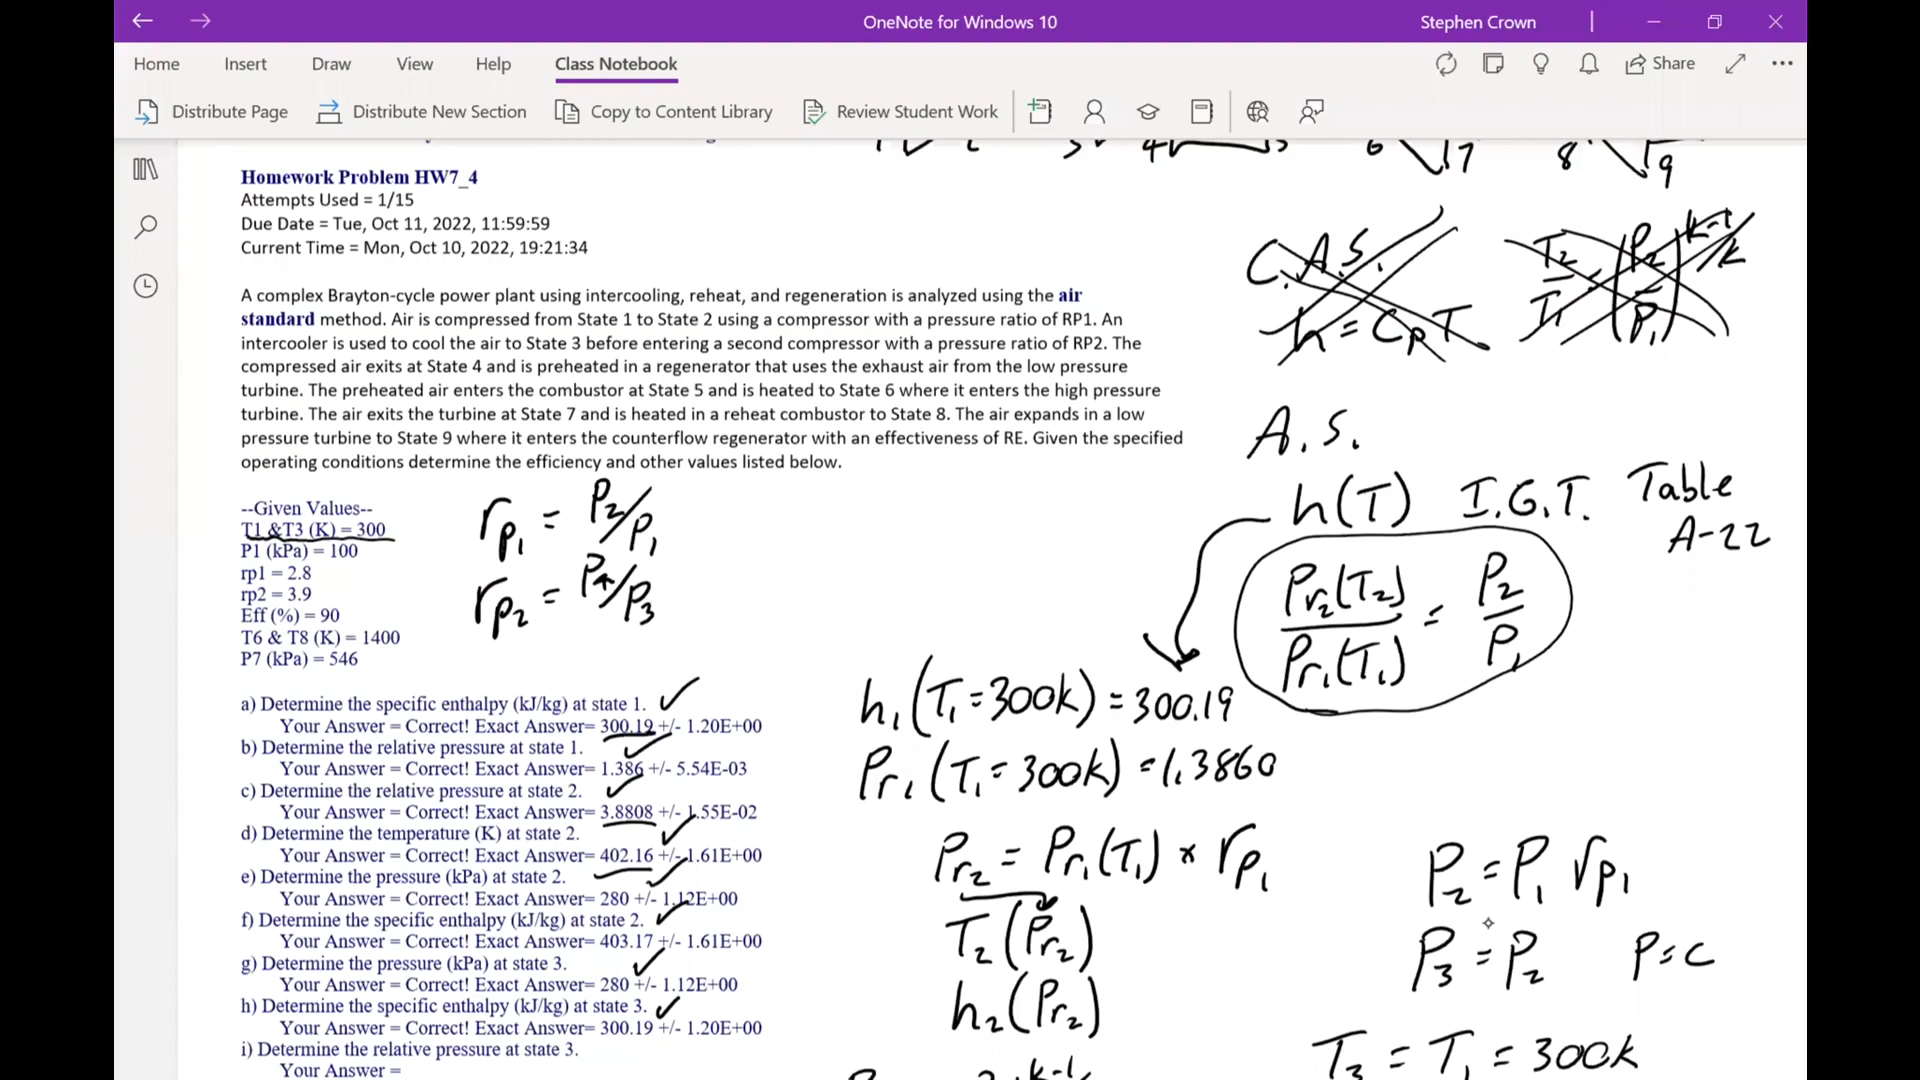 OneNote for Windows 10
Stephen Crown
Home Insert Draw View Help Class Notebook
Share
Distribute Page Distribute New Section Copy to Content Library Review Student Work
6 7 8 9
Homework Problem HW7_4
Attempts Used = 1/15
Due Date = Tue, Oct 11, 2022, 11:59:59
Current Time = Mon, Oct 10, 2022, 19:21:34
A complex Brayton-cycle power plant using intercooling, reheat, and regeneration is analyzed using the air
standard method. Air is compressed from State 1 to State 2 using a compressor with a pressure ratio of RP1. An
intercooler is used to cool the air to State 3 before entering a second compressor with a pressure ratio of RP2. The
compressed air exits at State 4 and is preheated in a regenerator that uses the exhaust air from the low pressure
turbine. The preheated air enters the combustor at State 5 and is heated to State 6 where it enters the high pressure
turbine. The air exits the turbine at State 7 and is heated in a reheat combustor to State 8. The air expands in a low
pressure turbine to State 9 where it enters the counterflow regenerator with an effectiveness of RE. Given the specified
operating conditions determine the efficiency and other values listed below.
--Given Values--
T1 &T3 (K) = 300
P1 (kPa) = 100
rp1 = 2.8
rp2 = 3.9
Eff (%) = 90
T6 & T8 (K) = 1400
P7 (kPa) = 546
rp1 = P2/P1
rp2 = P4/P3
a) Determine the specific enthalpy (kJ/kg) at state 1.
Your Answer = Correct! Exact Answer= 300.19 +/- 1.20E+00
b) Determine the relative pressure at state 1.
Your Answer = Correct! Exact Answer= 1.386 +/- 5.54E-03
c) Determine the relative pressure at state 2.
Your Answer = Correct! Exact Answer= 3.8808 +/- 1.55E-02
d) Determine the temperature (K) at state 2.
Your Answer = Correct! Exact Answer= 402.16 +/- 1.61E+00
e) Determine the pressure (kPa) at state 2.
Your Answer = Correct! Exact Answer= 280 +/- 1.12E+00
f) Determine the specific enthalpy (kJ/kg) at state 2.
Your Answer = Correct! Exact Answer= 403.17 +/- 1.61E+00
g) Determine the pressure (kPa) at state 3.
Your Answer = Correct! Exact Answer= 280 +/- 1.12E+00
h) Determine the specific enthalpy (kJ/kg) at state 3.
Your Answer = Correct! Exact Answer= 300.19 +/- 1.20E+00
i) Determine the relative pressure at state 3.
Your Answer =
C.A.S. T2/T1 = (P2/P1)^k-1/k
h = CpT
A.S.
h(T) I.G.T. Table
A-22
Pr2(T2)/Pr1(T1) = P2/P1
h1(T1=300k) = 300.19
Pr1(T1=300k) = 1.3860
Pr2 = Pr1(T1) * rp1
T2(Pr2)
h2(Pr2)
k-1
P2 = P1 rp1
P3 = P2 P=C
T3 = T1 = 300k